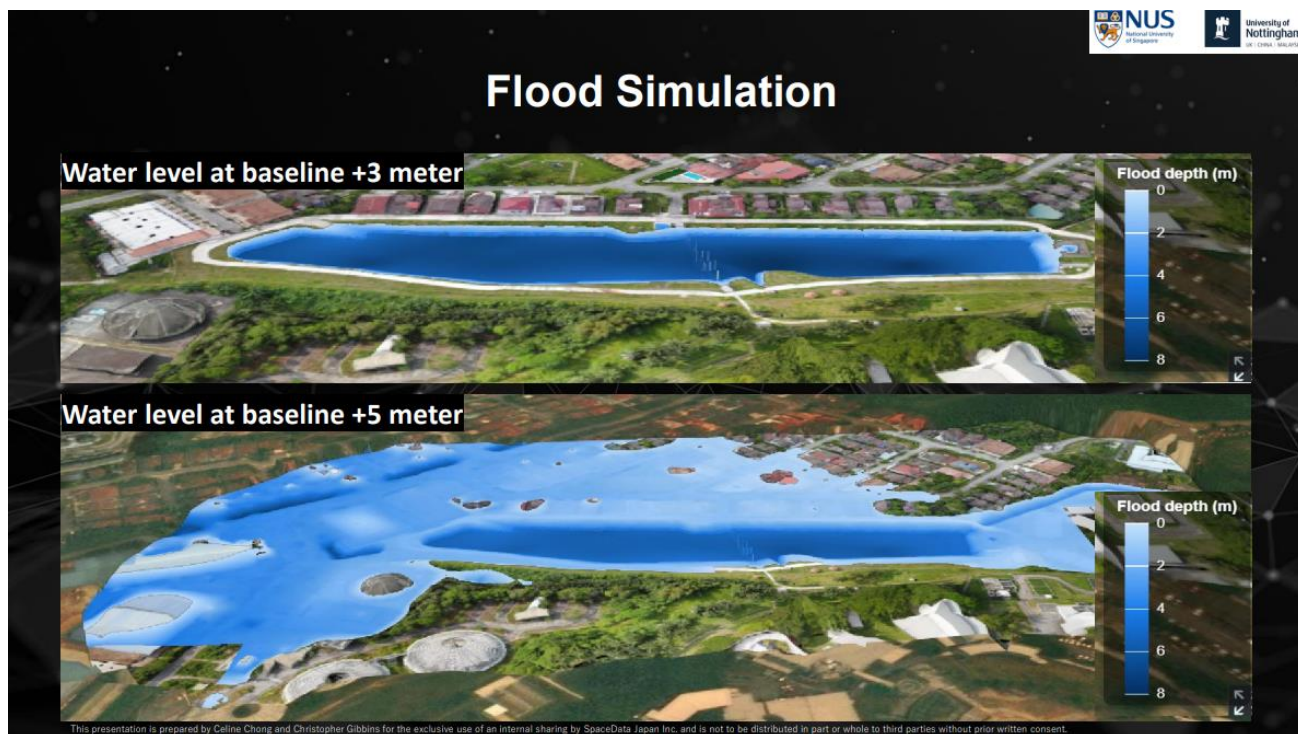 NUS
National University
of Singapore
University of
Nottingham
UK | CHINA | MALAYSIA
Flood Simulation
Water level at baseline +3 meter
Flood depth (m)
0
2
4
6
8
Water level at baseline +5 meter
Flood depth (m)
0
2
4
6
8
This presentation is prepared by Celine Chong and Christopher Gibbins for the exclusive use of an internal sharing by SpaceData Japan Inc. and is not to be distributed in part or whole to third parties without prior written consent.